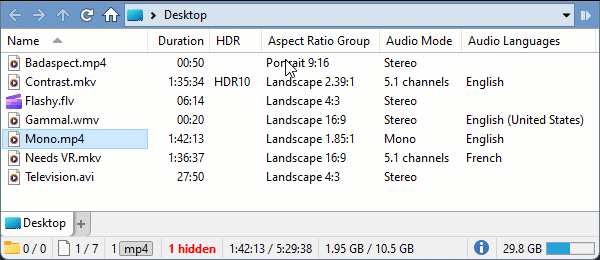 Desktop
Name Duration HDR Aspect Ratio Group Audio Mode Audio Languages
Badaspect.mp4 00:50 Portrait 9:16 Stereo
Contrast.mkv 1:35:34 HDR10 Landscape 2.39:1 5.1 channels English
Flashy.flv 06:14 Landscape 4:3 Stereo
Gammal.wmv 00:20 Landscape 16:9 Stereo English (United States)
Mono.mp4 1:42:13 Landscape 1.85:1 Mono English
Needs VR.mkv 1:36:37 Landscape 16:9 5.1 channels French
Television.avi 27:50 Landscape 4:3 Stereo
Desktop +
0 / 0 1 / 7 1 mp4 1 hidden 1:42:13 / 5:29:38 1.95 GB / 10.5 GB 29.8 GB